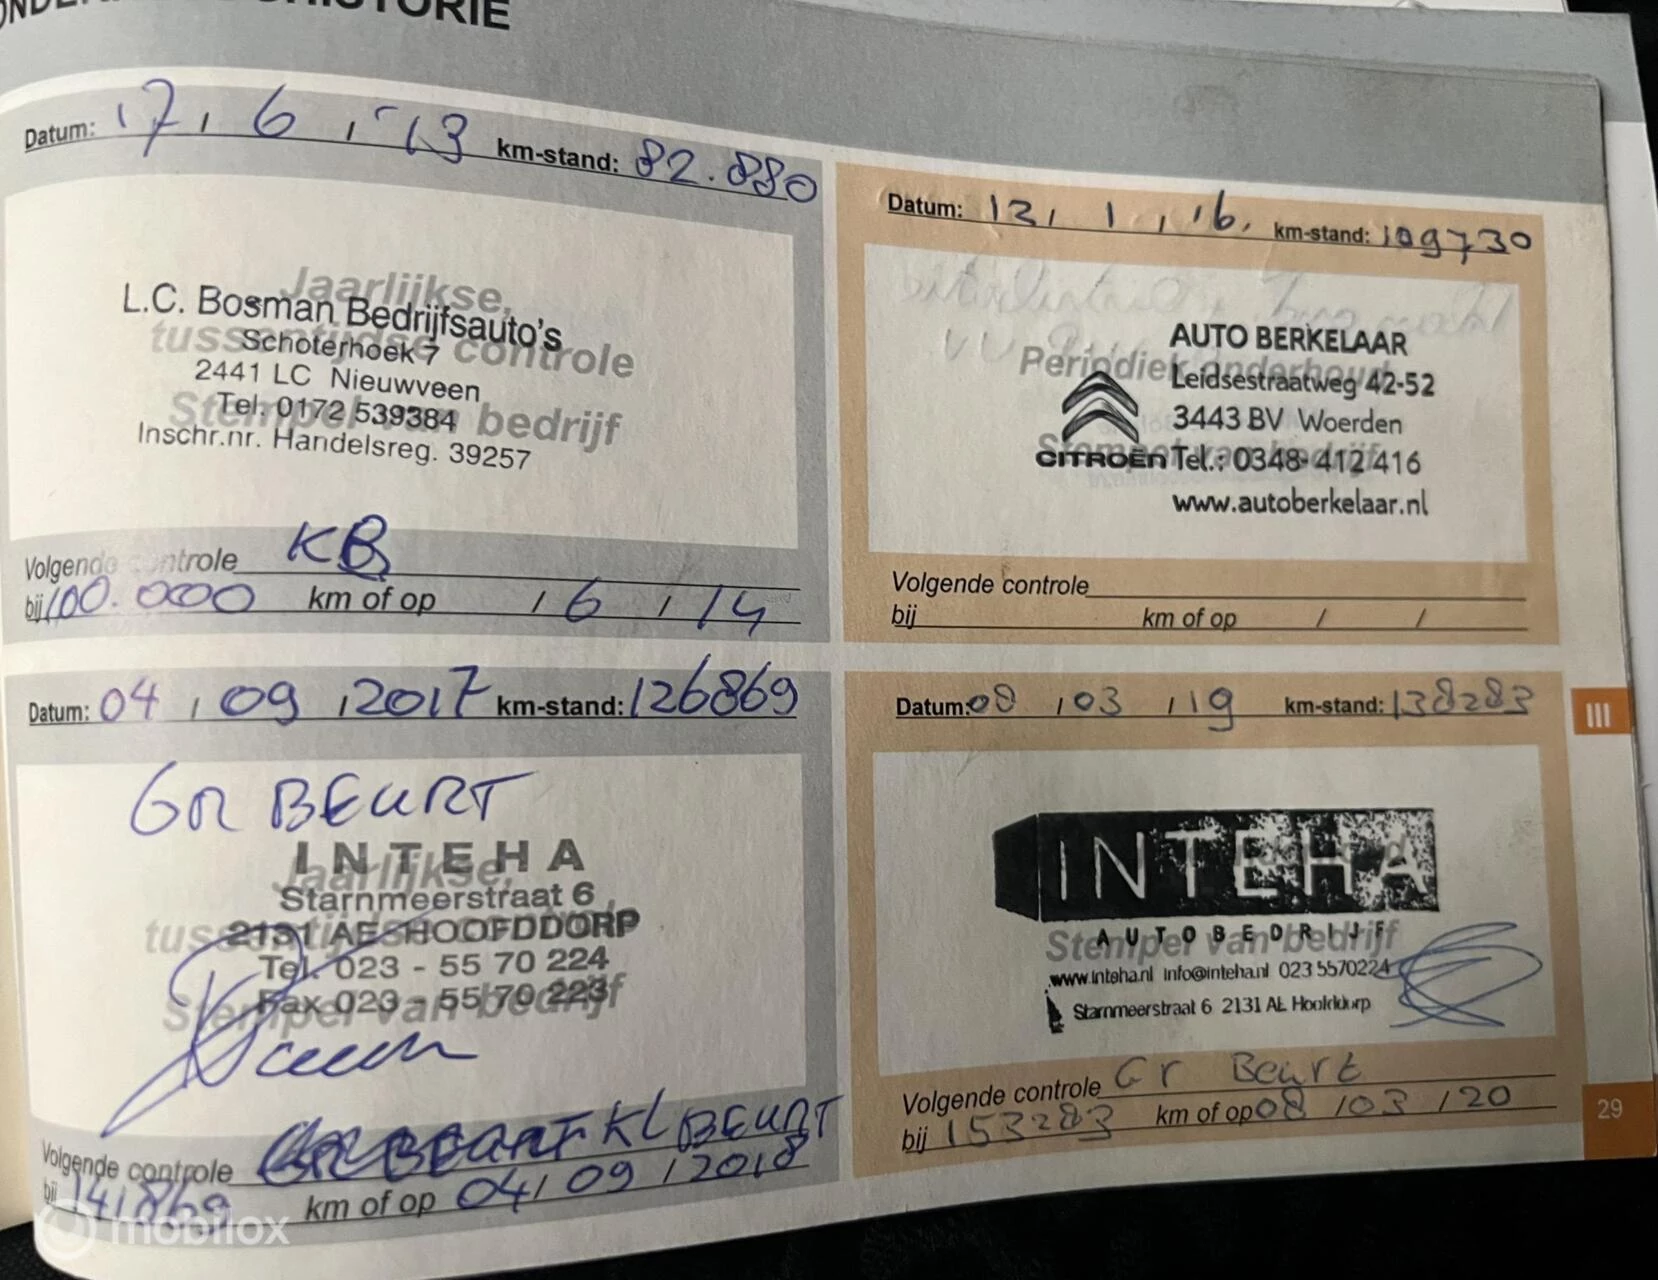 Datum: 17 , 6 , -13 km-stand: 82.880
Jaarlijkse,
tussentijdse controle
Stempel van bedrijf
L.C. Bosman Bedrijfsauto's
Schoterhoek 7
2441 LC Nieuwveen
Tel. 0172 539384
Inschr.nr. Handelsreg. 39257
Volgende controle KB
bij 100.000 km of op / 6 / 14
Datum: 12, 1 , 16, km-stand: 109730
Periodiek onderhoud
Stempel van bedrijf
AUTO BERKELAAR
Leidsestraatweg 42-52
3443 BV Woerden
CITROËN Tel.: 0348-412 416
www.autoberkelaar.nl
Volgende controle
bij km of op / /
Datum: 04 , 09 , 2017 km-stand: 126869
GR BEURT
Jaarlijkse,
Stempel van bedrijf
INTEHA
Starnmeerstraat 6
2131 AE HOOFDDORP
Tel. 023 - 55 70 224
Fax 023 - 55 70 223
Volgende controle KL BEURT
bij 141869 km of op 04 / 09 / 2018
Datum: 08 , 03 , 19 km-stand: 138283
INTEHA
AUTOBEDRIJF
Stempel van bedrijf
www.inteha.nl info@inteha.nl 023 5570224
Starnmeerstraat 6 2131 AE Hoofddorp
Volgende controle Gr Beurt
bij 153283 km of op 08 / 03 / 20
III
29
mobilox